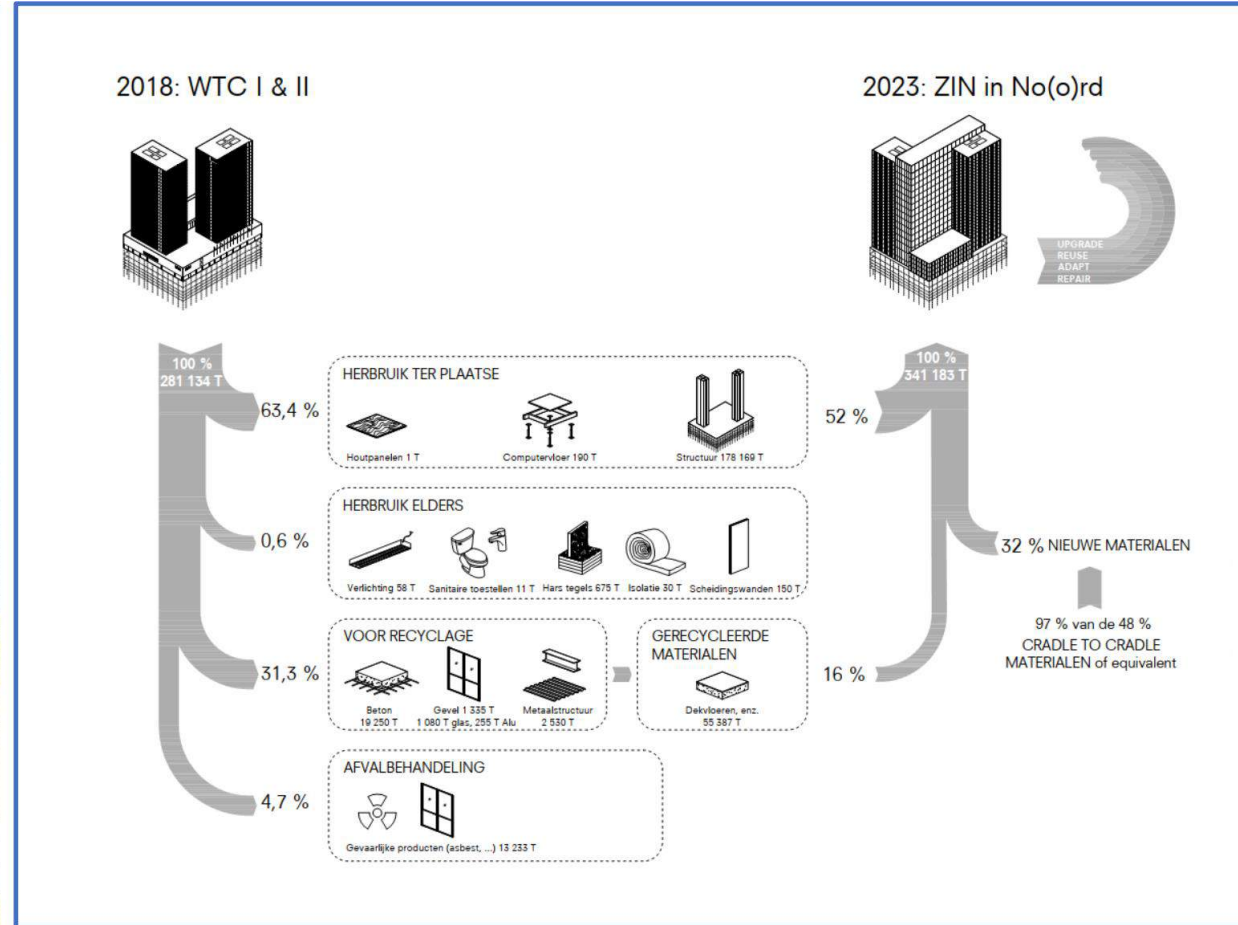 2018: WTC I & II
2023: ZIN in No(o)rd
UPGRADE
REUSE
ADAPT
REPAIR
100 %
281 134 T
63,4 %
HERBRUIK TER PLAATSE
Houtpanelen 1 T
Computervloer 190 T
Structuur 178 169 T
100 %
341 183 T
52 %
0,6 %
HERBRUIK ELDERS
Verlichting 58 T
Sanitaire toestellen 11 T
Hars tegels 675 T
Isolatie 30 T
Scheidingswanden 150 T
32 % NIEUWE MATERIALEN
97 % van de 48 %
CRADLE TO CRADLE
MATERIALEN of equivalent
31,3 %
VOOR RECYCLAGE
Beton
19 250 T
Gevel 1 335 T
1 080 T glas, 255 T Alu
Metaalstructuur
2 530 T
GERECYCLEERDE
MATERIALEN
Dekvloeren, enz.
55 387 T
16 %
4,7 %
AFVALBEHANDELING
Gevaarlijke producten (asbest, ...) 13 233 T